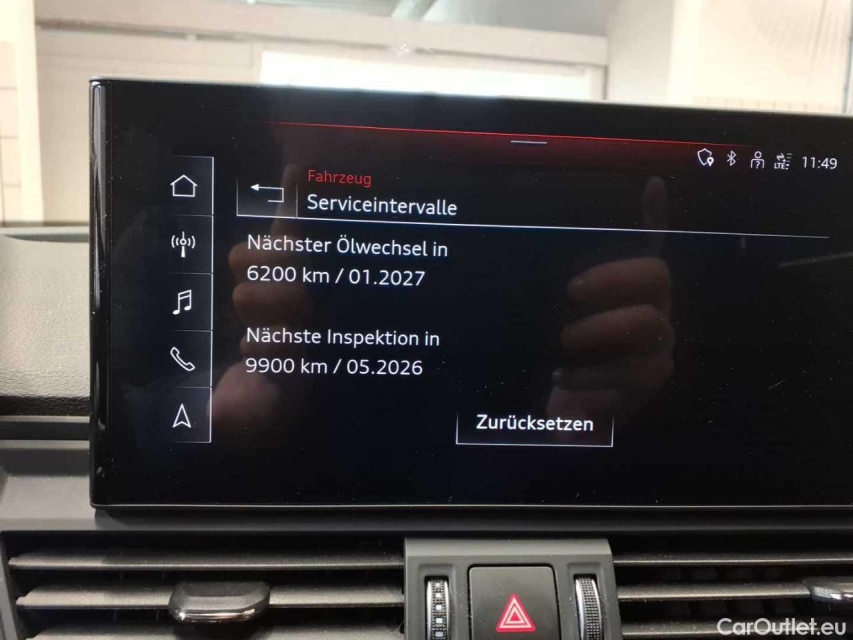 11:49
Fahrzeug
Serviceintervalle
Nächster Ölwechsel in
6200 km / 01.2027
Nächste Inspektion in
9900 km / 05.2026
Zurücksetzen
CarOutlet.eu